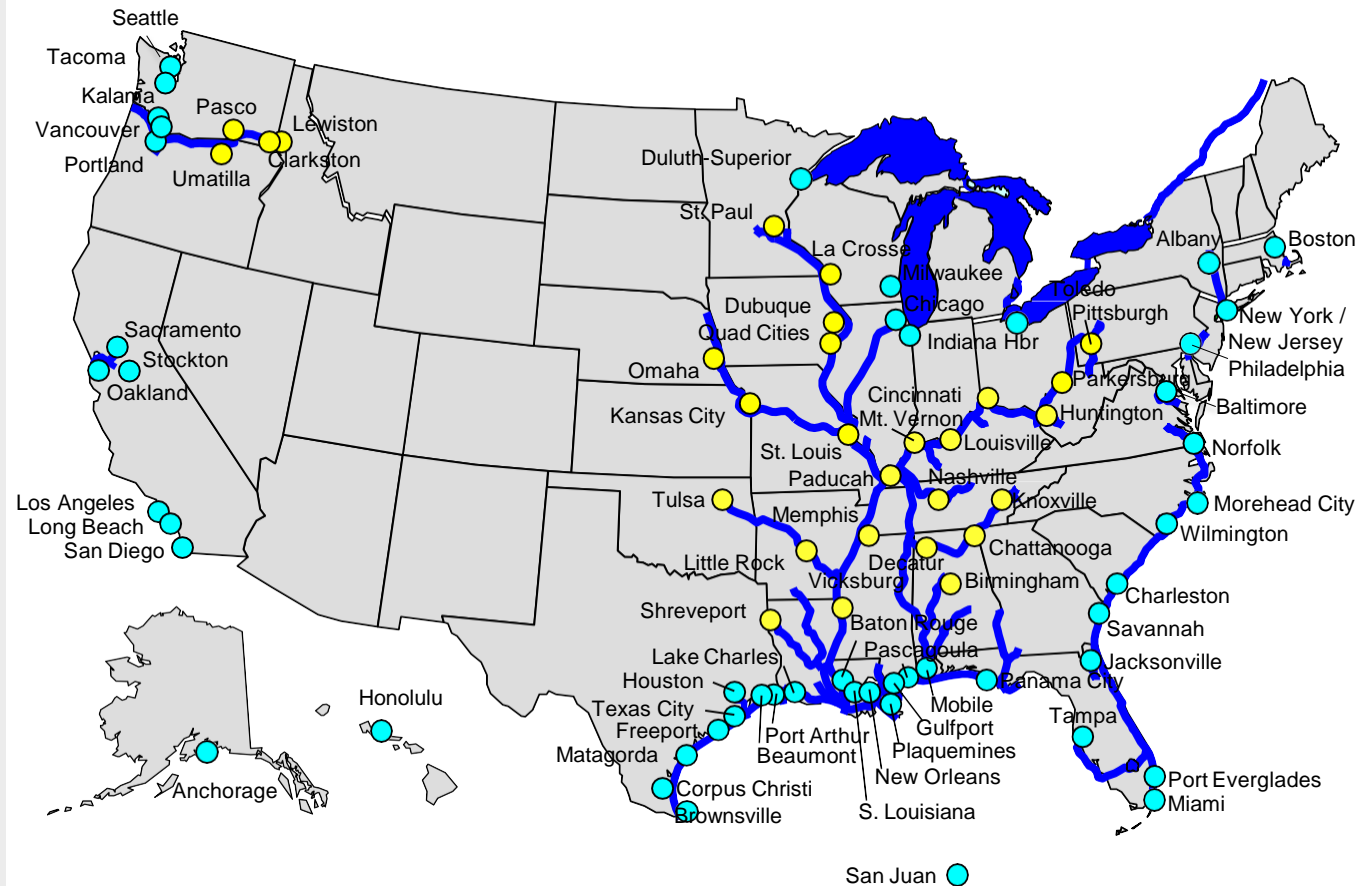 Seattle
Tacoma
Kalama
Pasco
Lewiston
Vancouver
Clarkston
Portland
Umatilla
Duluth-Superior
St. Paul
La Crosse
Milwaukee
Albany
Boston
Dubuque
Chicago
Toledo
Quad Cities
Pittsburgh
New York /
New Jersey
Indiana Hbr
Philadelphia
Sacramento
Stockton
Oakland
Omaha
Parkersburg
Cincinnati
Baltimore
Kansas City
Mt. Vernon
Huntington
St. Louis
Louisville
Norfolk
Paducah
Nashville
Los Angeles
Tulsa
Knoxville
Morehead City
Long Beach
Memphis
Wilmington
San Diego
Chattanooga
Little Rock
Decatur
Vicksburg
Birmingham
Charleston
Shreveport
Baton Rouge
Savannah
Pascagoula
Lake Charles
Jacksonville
Houston
Panama City
Honolulu
Mobile
Texas City
Tampa
Freeport
Port Arthur
Gulfport
Matagorda
Beaumont
Plaquemines
Anchorage
New Orleans
Port Everglades
Corpus Christi
Miami
Brownsville
S. Louisiana
San Juan